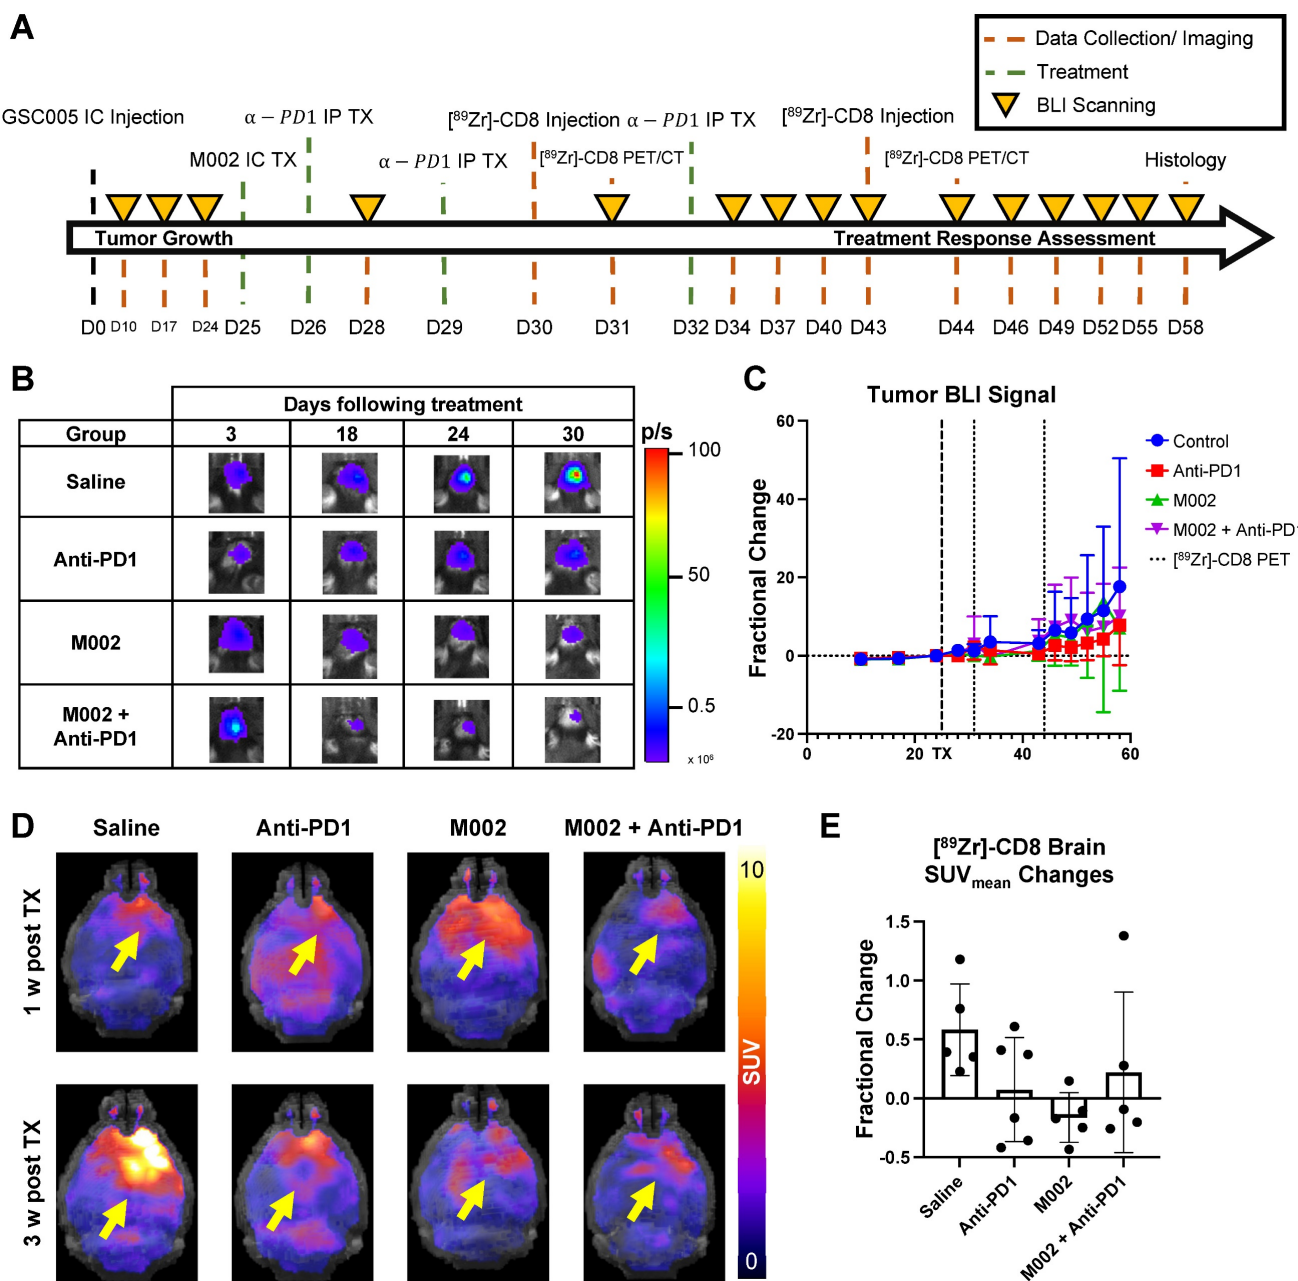 A
Data Collection/ Imaging
Treatment
BLI Scanning
GSC005 IC Injection
α − PD1 IP TX
[⁸⁹Zr]-CD8 Injection
α − PD1 IP TX
[⁸⁹Zr]-CD8 Injection
M002 IC TX
α − PD1 IP TX
[⁸⁹Zr]-CD8 PET/CT
[⁸⁹Zr]-CD8 PET/CT
Histology
Tumor Growth
Treatment Response Assessment
D0 D10 D17 D24 D25 D26 D28 D29 D30 D31 D32 D34 D37 D40 D43 D44 D46 D49 D52 D55 D58
B
Days following treatment
Group 3 18 24 30
Saline
Anti-PD1
M002
M002 +
Anti-PD1
p/s
100
50
0.5
x 10⁶
C
Tumor BLI Signal
Fractional Change
60
40
20
0
-20
0 20 TX 40 60
Control
Anti-PD1
M002
M002 + Anti-PD1
[⁸⁹Zr]-CD8 PET
D
Saline Anti-PD1 M002 M002 + Anti-PD1
1 w post TX
3 w post TX
10
SUV
0
E
[⁸⁹Zr]-CD8 Brain
SUVmean Changes
Fractional Change
1.5
1.0
0.5
0.0
-0.5
Saline
Anti-PD1
M002
M002 + Anti-PD1